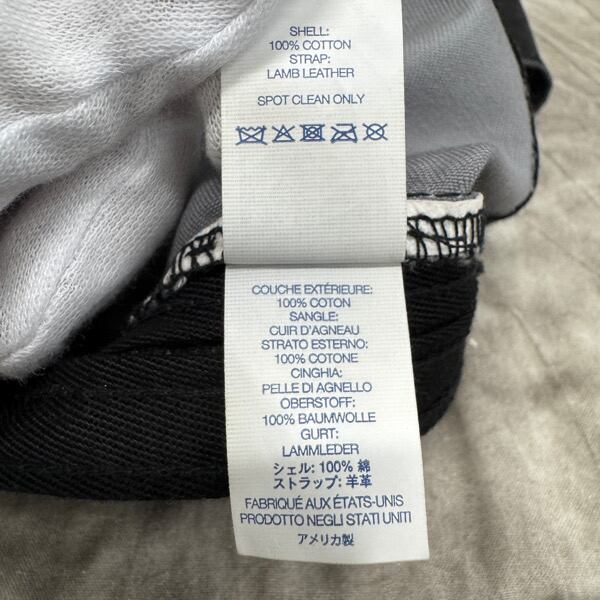 SHELL:
100% COTTON
STRAP:
LAMB LEATHER
SPOT CLEAN ONLY
COUCHE EXTÉRIEURE:
100% COTON
SANGLE:
CUIR D'AGNEAU
STRATO ESTERNO:
100% COTONE
CINGHIA:
PELLE DI AGNELLO
OBERSTOFF:
100% BAUMWOLLE
GURT:
LAMMLEDER
シェル: 100% 綿
ストラップ: 羊革
FABRIQUÉ AUX ÉTATS-UNIS
PRODOTTO NEGLI STATI UNITI
アメリカ製